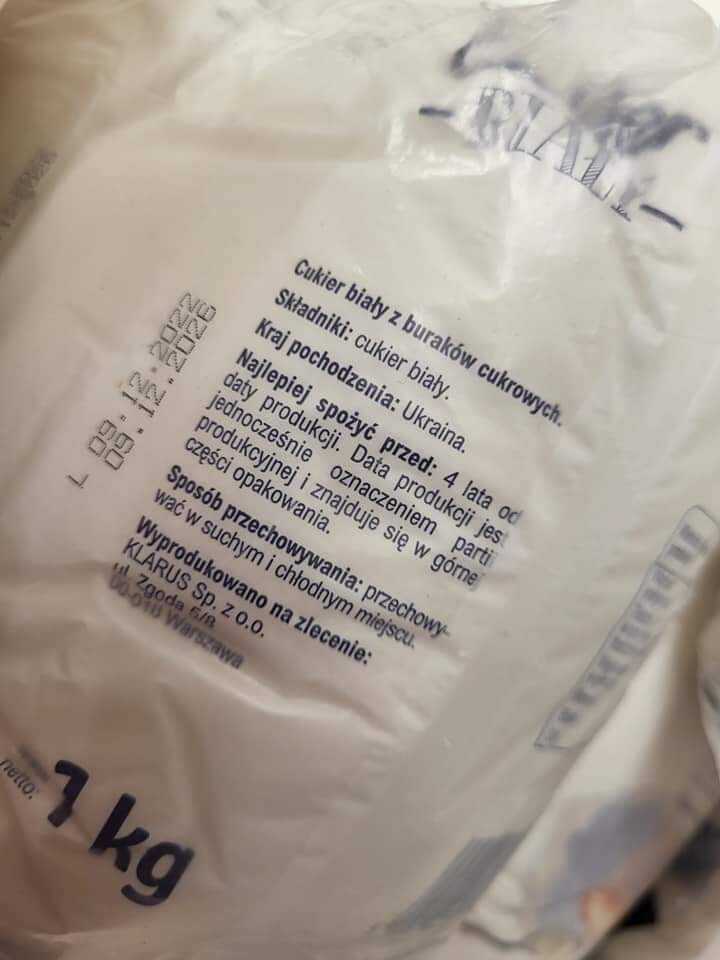 BIAŁY
Cukier biały z buraków cukrowych.
Składniki: cukier biały.
Kraj pochodzenia: Ukraina.
Najlepiej spożyć przed: 4 lata od
daty produkcji. Data produkcji jest
jednocześnie oznaczeniem partii
produkcyjnej i znajduje się w górnej
części opakowania.
Sposób przechowywania: przechowy-
wać w suchym i chłodnym miejscu.
Wyprodukowano na zlecenie:
KLARUS Sp. z o.o.
ul. Zgoda 5/8
00-018 Warszawa
L 09.12.2022
09.12.2026
netto:
1 kg